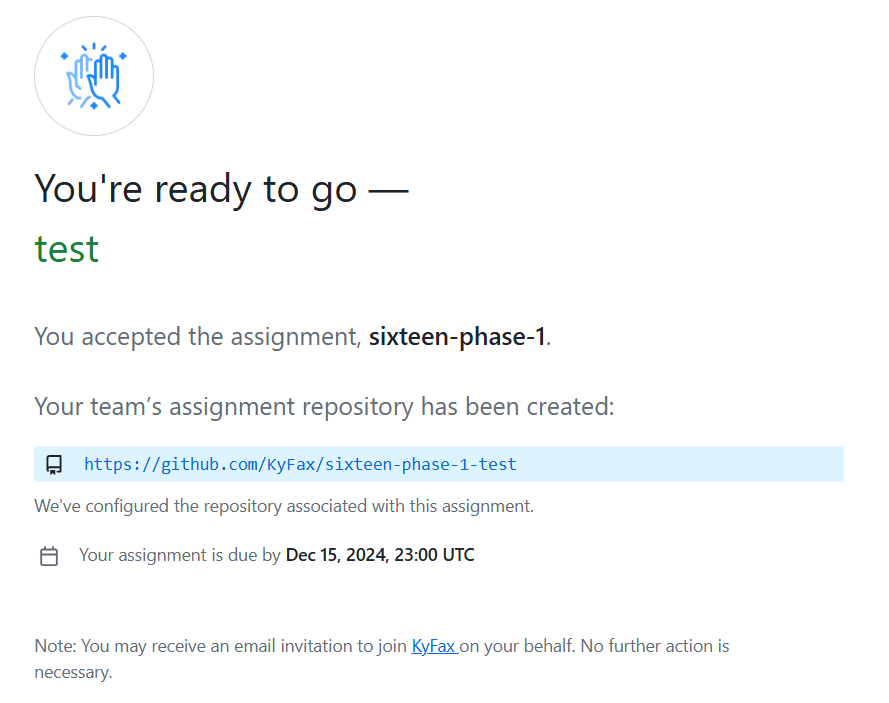 You're ready to go —
test
You accepted the assignment, sixteen-phase-1.
Your team’s assignment repository has been created:
https://github.com/KyFax/sixteen-phase-1-test
We've configured the repository associated with this assignment.
Your assignment is due by Dec 15, 2024, 23:00 UTC
Note: You may receive an email invitation to join KyFax on your behalf. No further action is
necessary.